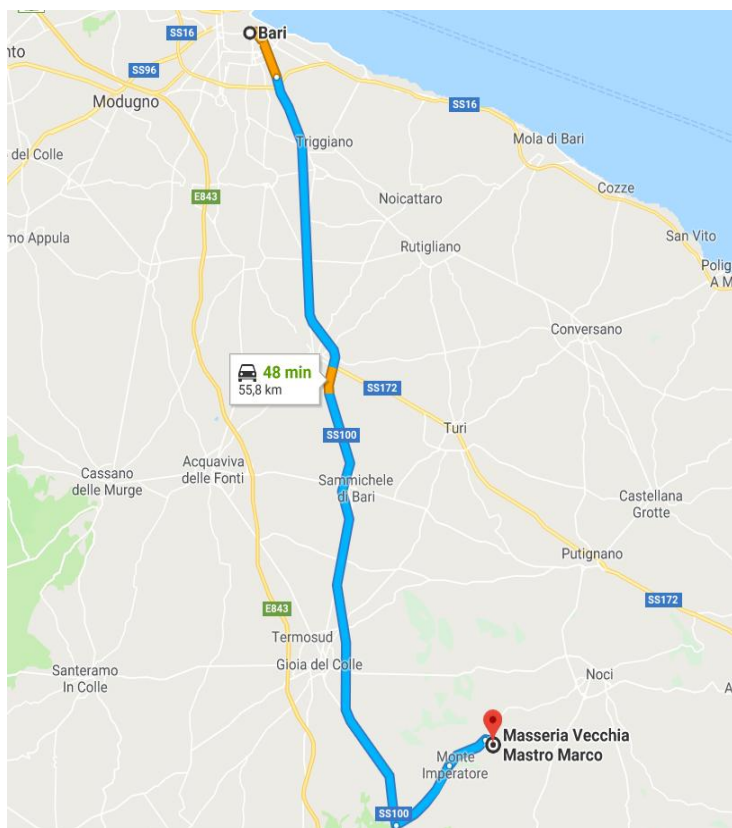 Bari
SS16
SS96
nto
Modugno
SS16
Triggiano
Mola di Bari
del Colle
E843
Noicattaro
Cozze
mo Appula
Rutigliano
San Vito
Polig
A M
Conversano
48 min
55,8 km
SS172
Turi
SS100
Acquaviva
delle Fonti
Cassano
delle Murge
Sammichele
di Bari
Castellana
Grotte
Putignano
SS172
E843
Termosud
Gioia del Colle
Santeramo
In Colle
Noci
A
Masseria Vecchia
Mastro Marco
Monte
Imperatore
SS100